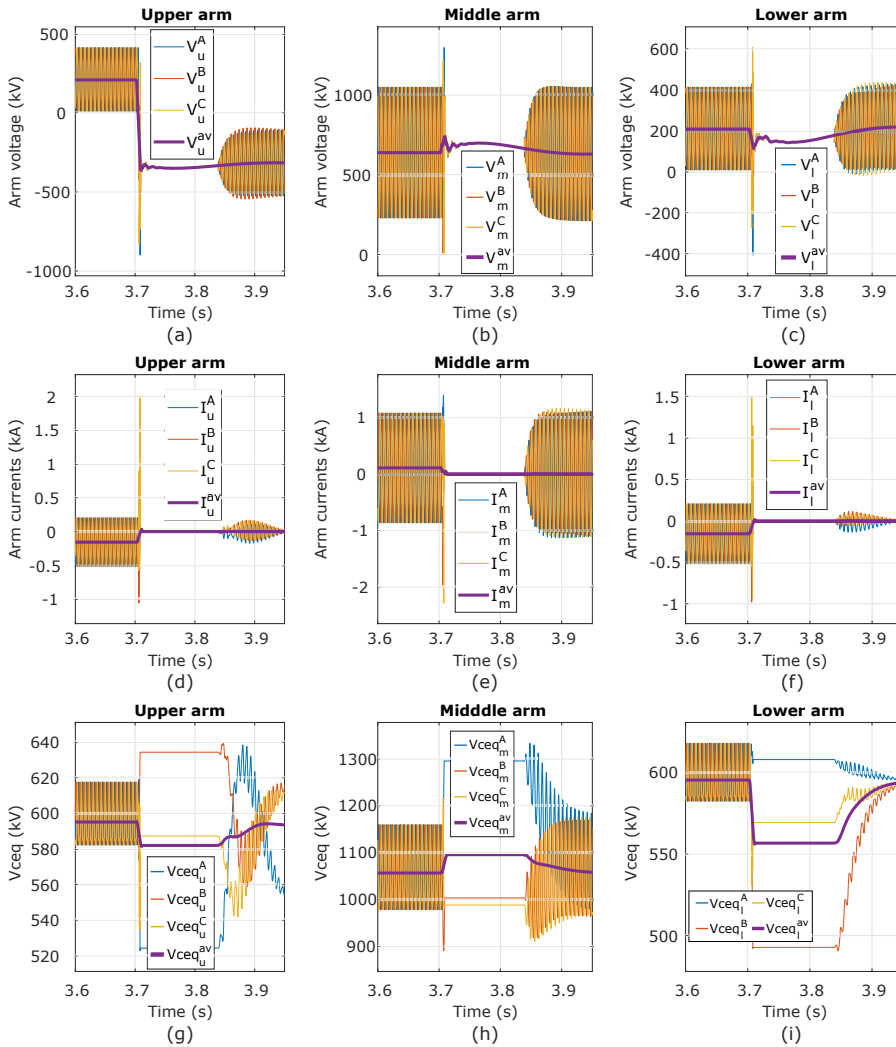 Upper arm
Middle arm
Lower arm
Arm voltage (kV)
500
0
-500
-1000
V_u^A
V_u^B
V_u^C
V_u^av
3.6 3.7 3.8 3.9
Time (s)
(a)
Arm voltage (kV)
1000
500
0
V_m^A
V_m^B
V_m^C
V_m^av
3.6 3.7 3.8 3.9
Time (s)
(b)
Arm voltage (kV)
600
400
200
0
-200
-400
V_l^A
V_l^B
V_l^C
V_l^av
3.6 3.7 3.8 3.9
Time (s)
(c)
Upper arm
Middle arm
Lower arm
Arm currents (kA)
2
1.5
1
0.5
0
-0.5
-1
I_u^A
I_u^B
I_u^C
I_u^av
3.6 3.7 3.8 3.9
Time (s)
(d)
Arm currents (kA)
1
0
-1
-2
I_m^A
I_m^B
I_m^C
I_m^av
3.6 3.7 3.8 3.9
Time (s)
(e)
Arm currents (kA)
1.5
1
0.5
0
-0.5
-1
I_l^A
I_l^B
I_l^C
I_l^av
3.6 3.7 3.8 3.9
Time (s)
(f)
Upper arm
Midddle arm
Lower arm
Vceq (kV)
640
620
600
580
560
540
520
Vceq_u^A
Vceq_u^B
Vceq_u^C
Vceq_u^av
3.6 3.7 3.8 3.9
Time (s)
(g)
Vceq (kV)
1300
1200
1100
1000
900
Vceq_m^A
Vceq_m^B
Vceq_m^C
Vceq_m^av
3.6 3.7 3.8 3.9
Time (s)
(h)
Vceq (kV)
600
550
500
Vceq_l^A Vceq_l^C
Vceq_l^B Vceq_l^av
3.6 3.7 3.8 3.9
Time (s)
(i)